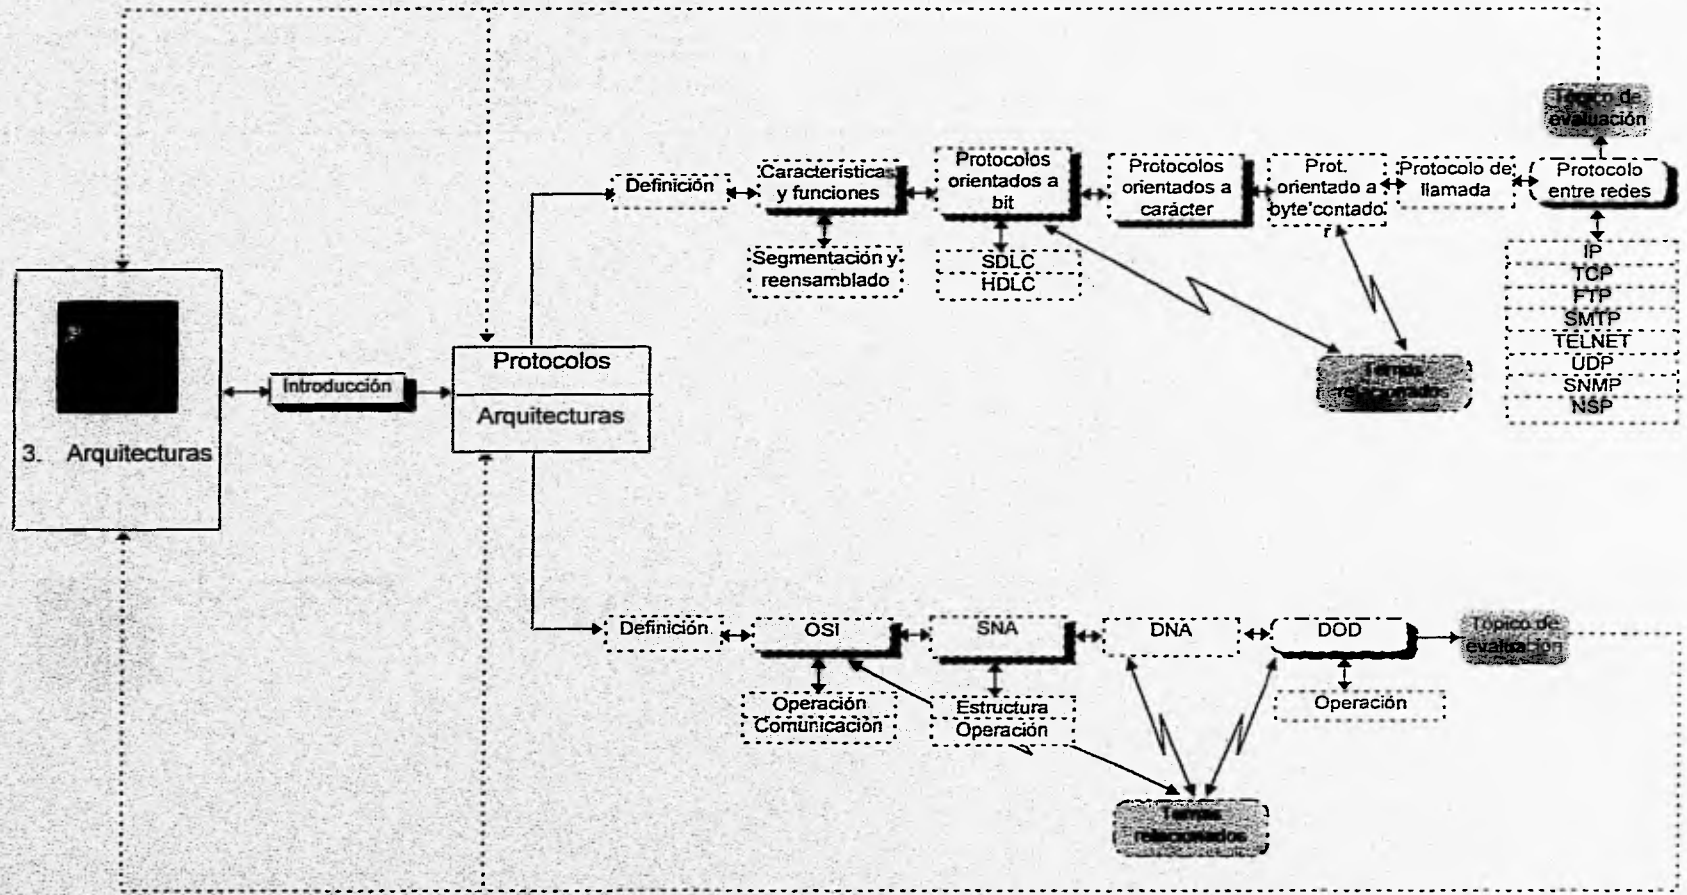 Tópico de
evaluación
Definición
Características
y funciones
Protocolos
orientados a
bit
Protocolos
orientados a
carácter
Prot.
orientado a
byte'contado
r
Protocolo de
llamada
Protocolo
entre redes
Segmentación y
reensamblado
SDLC
HDLC
IP
TCP
FTP
SMTP
TELNET
UDP
SNMP
NSP
Temas
relacionados
3. Arquitecturas
Introducción
Protocolos
Arquitecturas
Definición
OSI
SNA
DNA
DOD
Tópico de
evaluación
Operación
Comunicación
Estructura
Operación
Operación
Temas
relacionados